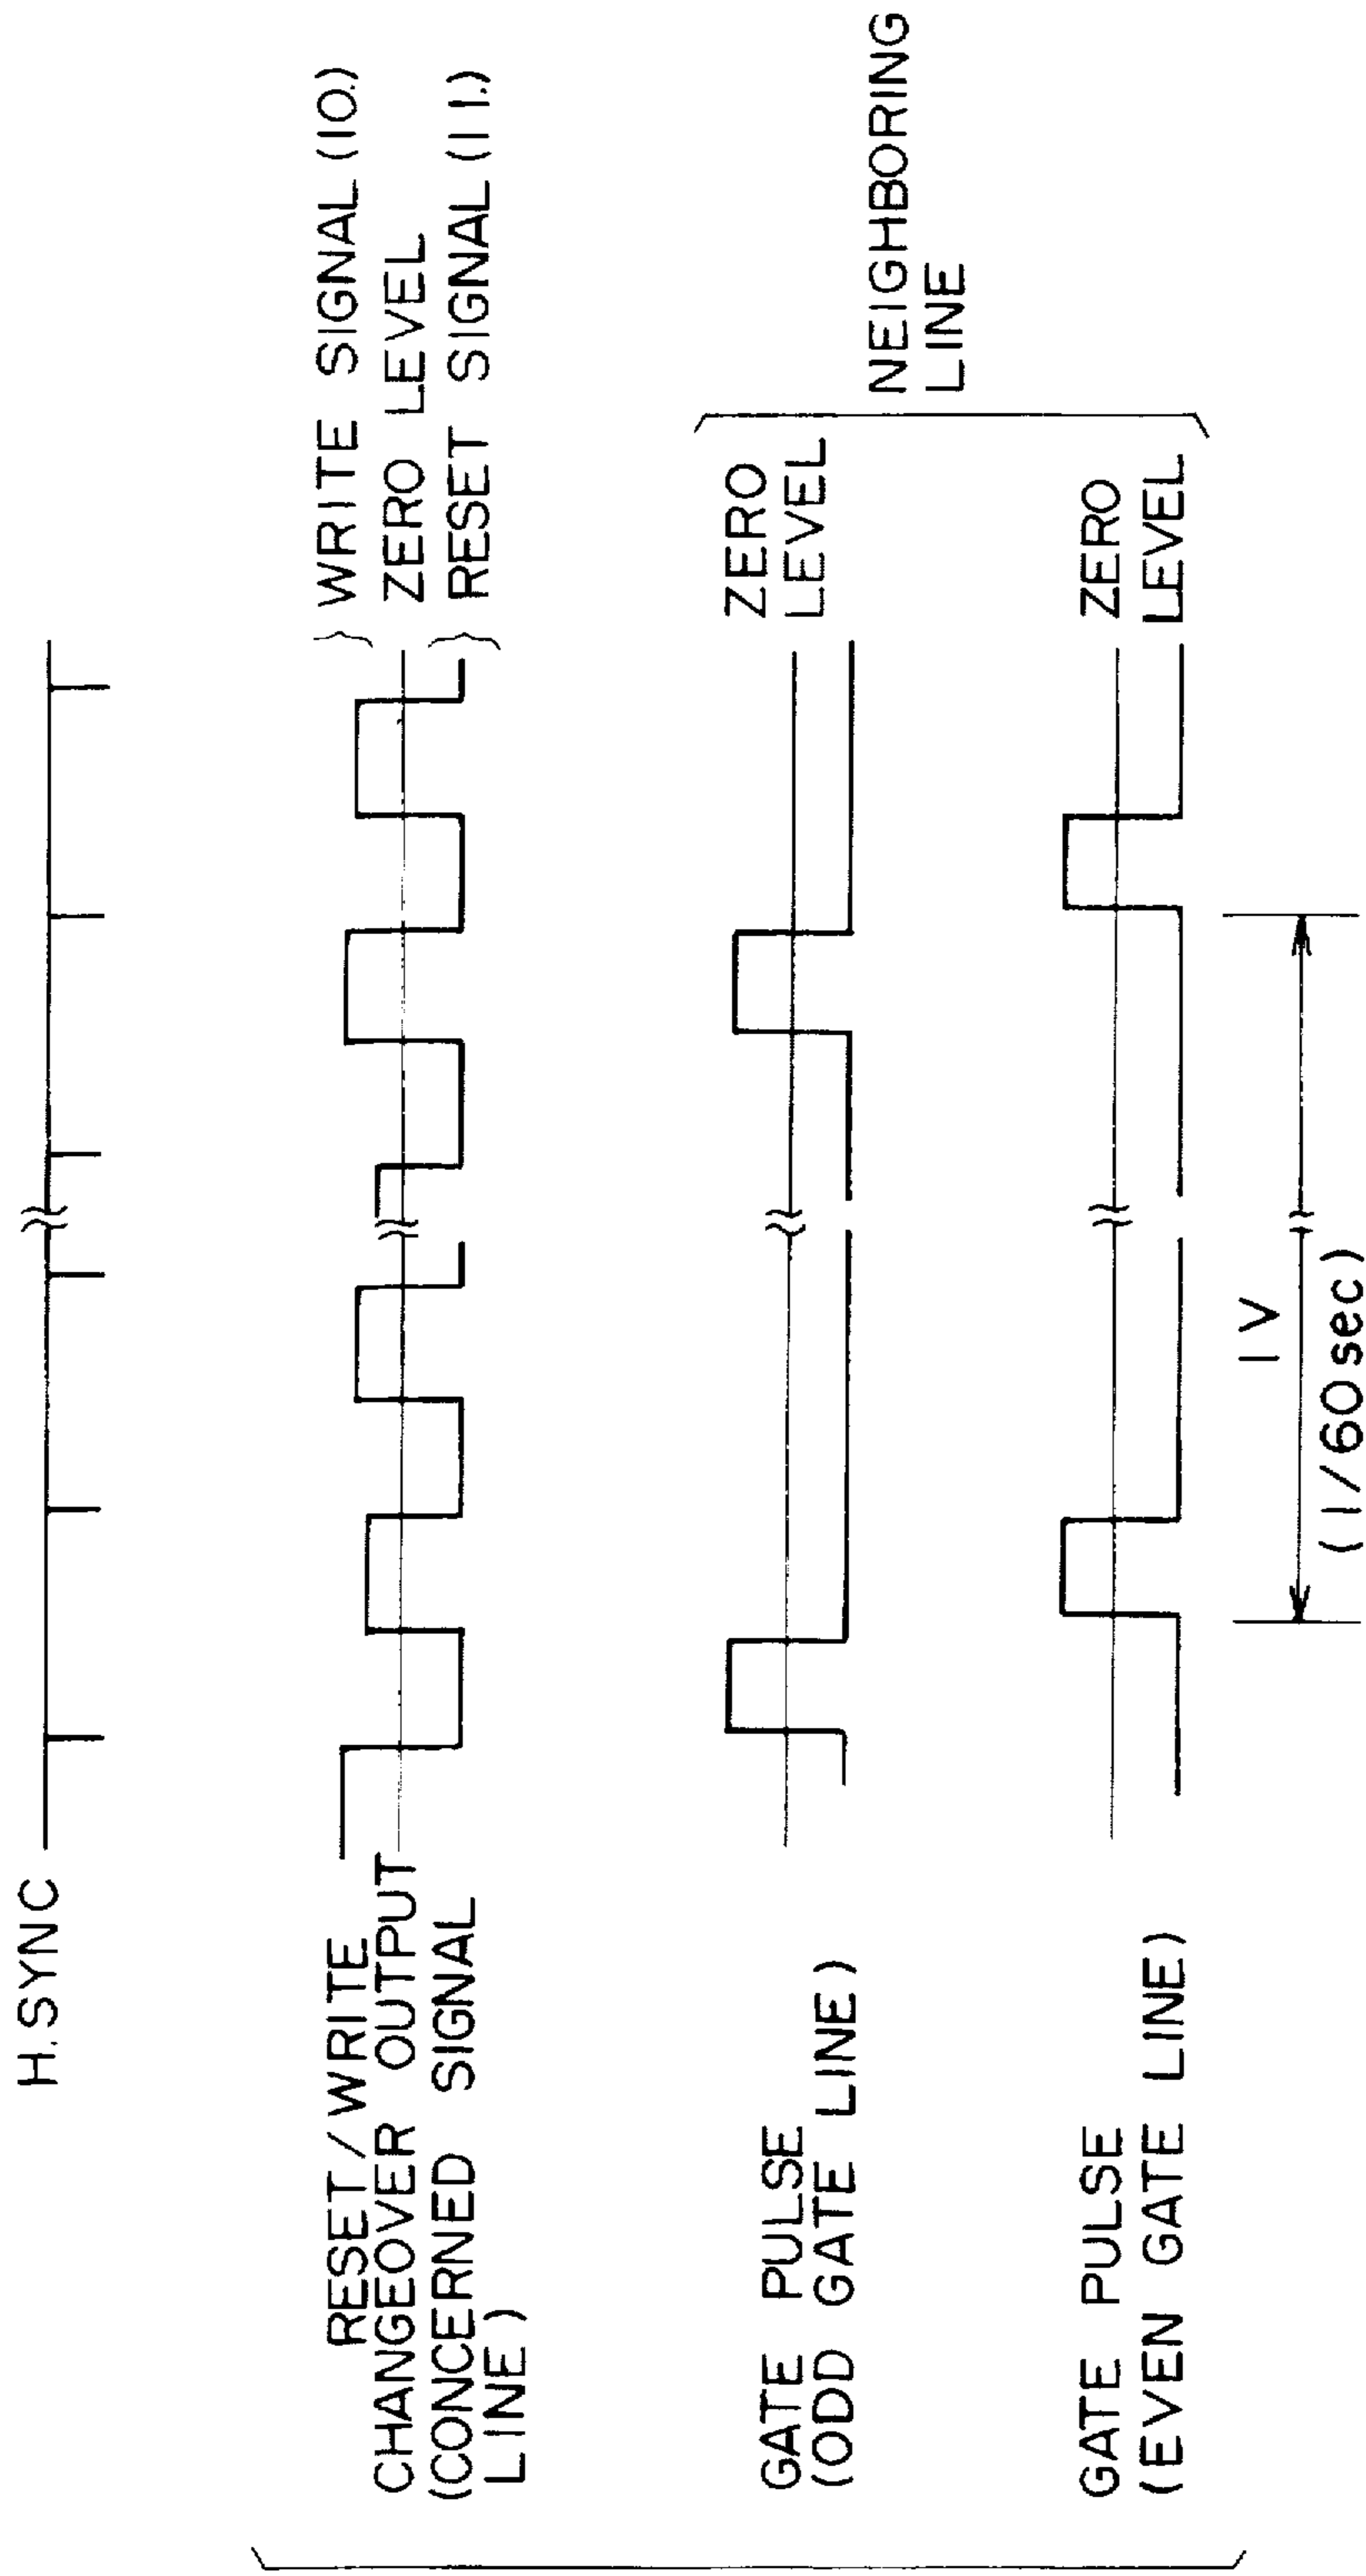 H.SYNC
RESET/WRITE
CHANGEOVER OUTPUT
(CONCERNED SIGNAL
LINE)
WRITE SIGNAL (10.)
ZERO LEVEL
RESET SIGNAL (11.)
GATE PULSE
(ODD GATE LINE)
ZERO
LEVEL
NEIGHBORING
LINE
GATE PULSE
(EVEN GATE LINE)
ZERO
LEVEL
1V
(1/60sec)